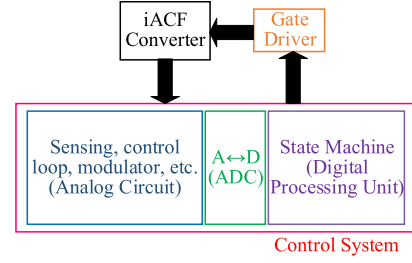 iACF
Converter
Gate
Driver
Sensing, control
loop, modulator, etc.
(Analog Circuit)
A↔D
(ADC)
State Machine
(Digital
Processing Unit)
Control System